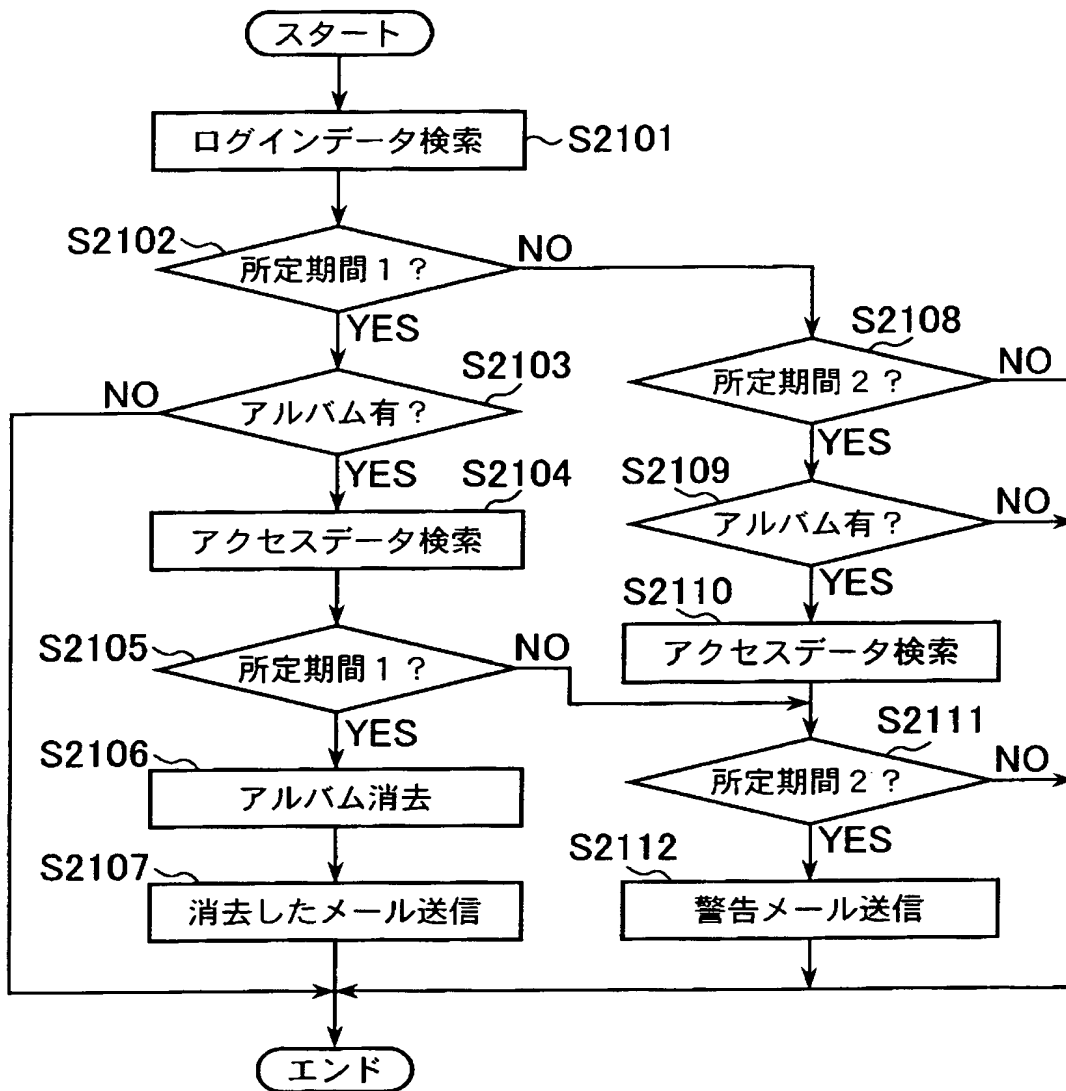 スタート
ログインデータ検索
S2101
S2102
所定期間1?
NO
YES
S2103
NO
アルバム有?
YES
S2104
アクセスデータ検索
S2105
所定期間1?
NO
YES
S2106
アルバム消去
S2107
消去したメール送信
S2108
所定期間2?
NO
YES
S2109
アルバム有?
NO
YES
S2110
アクセスデータ検索
S2111
所定期間2?
NO
YES
S2112
警告メール送信
エンド